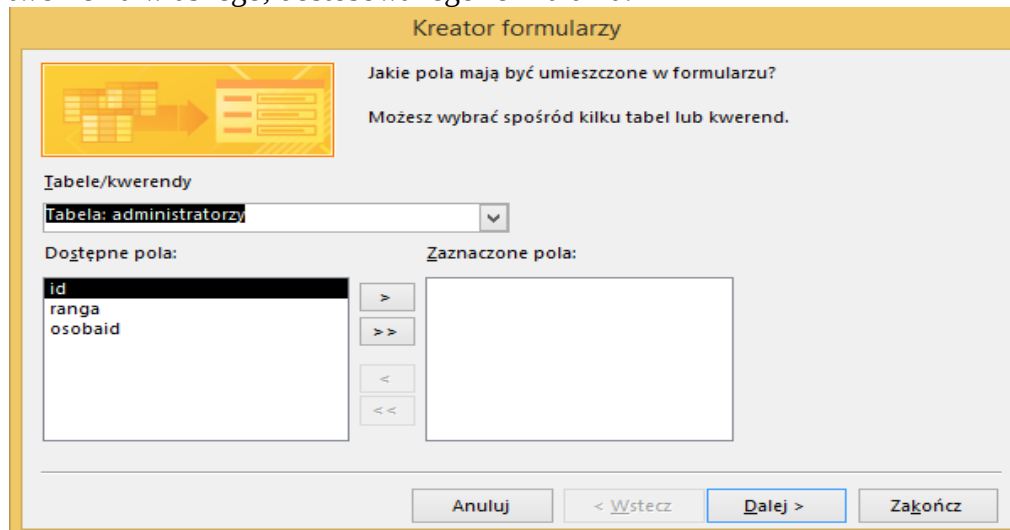 Kreator formularzy
Jakie pola mają być umieszczone w formularzu?
Możesz wybrać spośród kilku tabel lub kwerend.
Tabele/kwerendy
Tabela: administratorzy
Dostępne pola:
Zaznaczone pola:
id
ranga
osobaid
>
>>
<
<<
Anuluj
< Wstecz
Dalej >
Zakończ